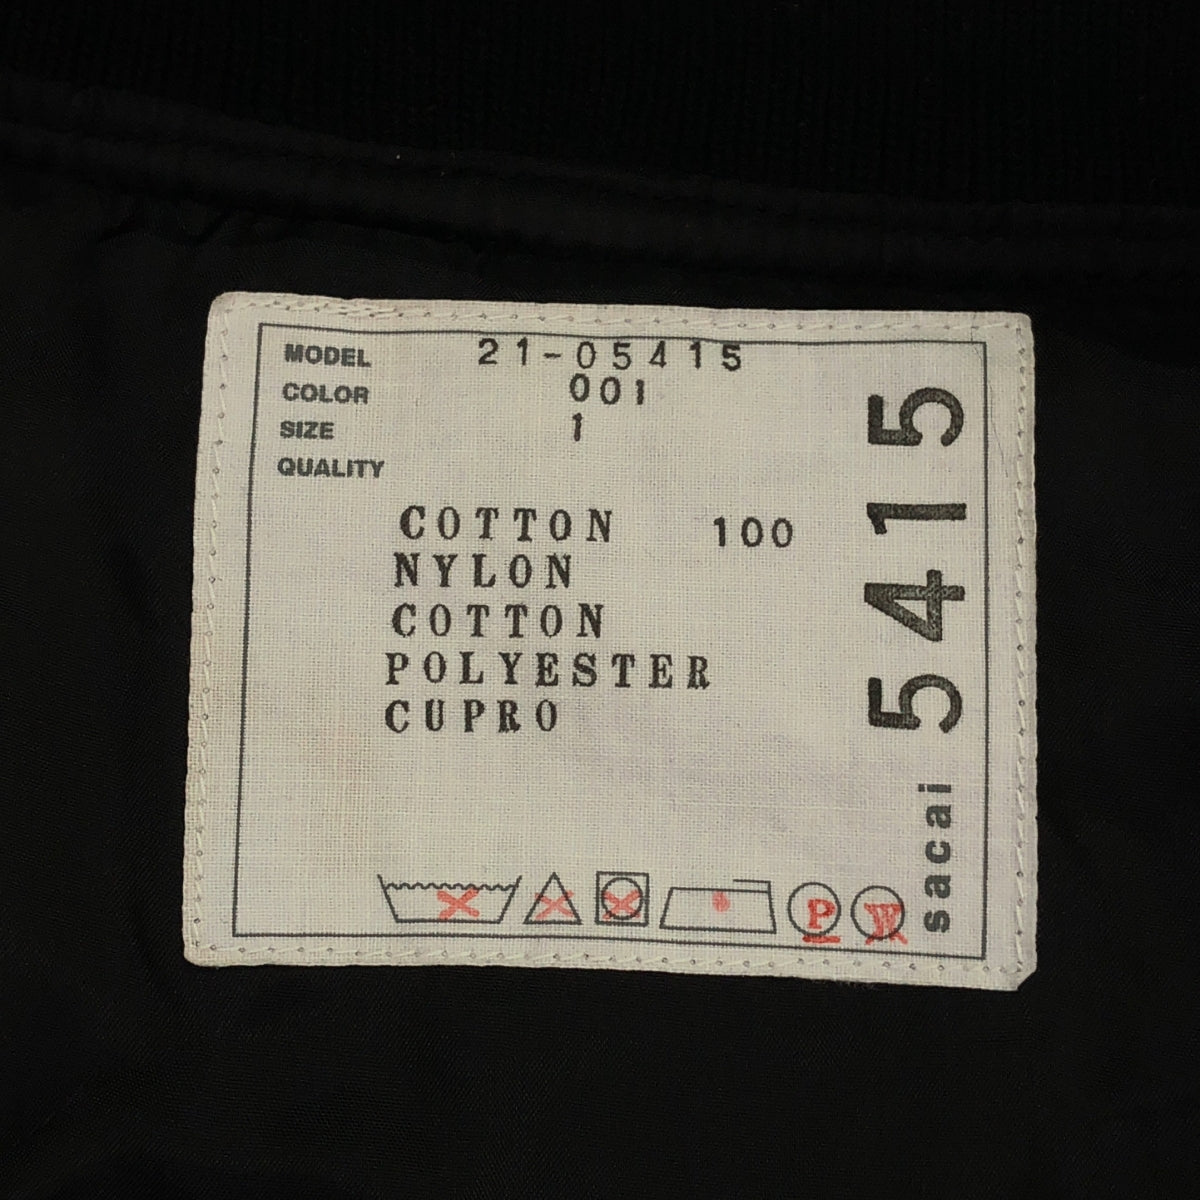 MODEL 21-05415
COLOR 001
SIZE 1
QUALITY
COTTON 100
NYLON
COTTON
POLYESTER
CUPRO
P W
sacai 5415